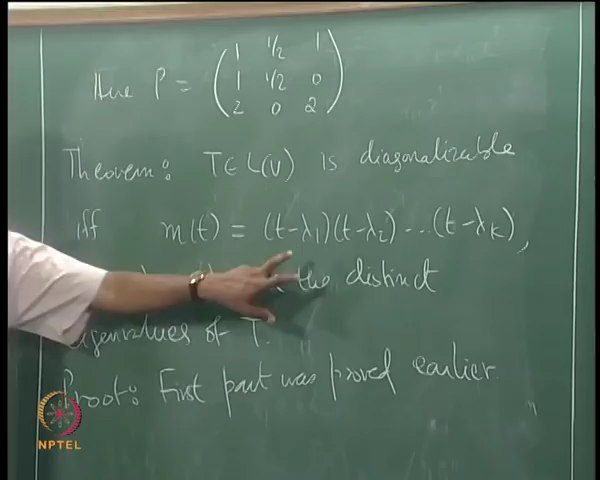 Here P = ( 1 1/2 1
1 1/2 0
2 0 2 )
Theorem: T∈L(V) is diagonalizable
iff m(t) = (t-λ1)(t-λ2)...(t-λk),
the distinct
eigenvalues of T.
Proof: First part was proved earlier.
NPTEL